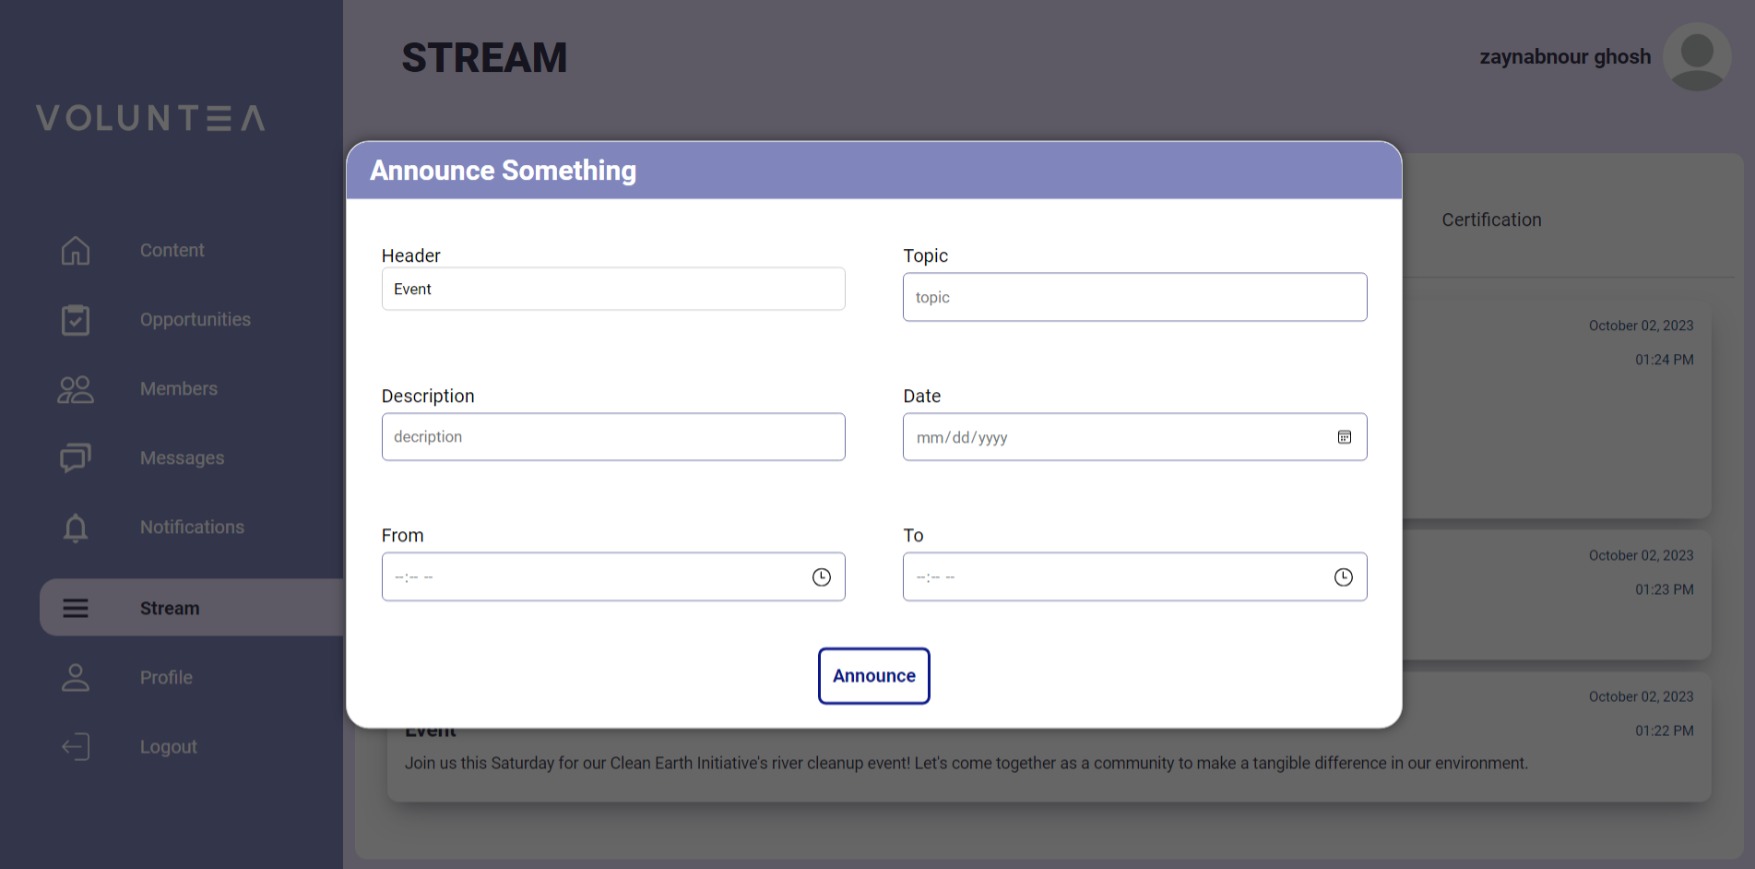 VOLUNTEA
Content
Opportunities
Members
Messages
Notifications
Stream
Profile
Logout
STREAM
zaynabnour ghosh
Certification
Announce Something
Header
Event
Topic
topic
Description
decription
Date
mm/dd/yyyy
From
--:-- --
To
--:-- --
Announce
October 02, 2023
01:24 PM
October 02, 2023
01:23 PM
October 02, 2023
01:22 PM
Event
Join us this Saturday for our Clean Earth Initiative's river cleanup event! Let's come together as a community to make a tangible difference in our environment.